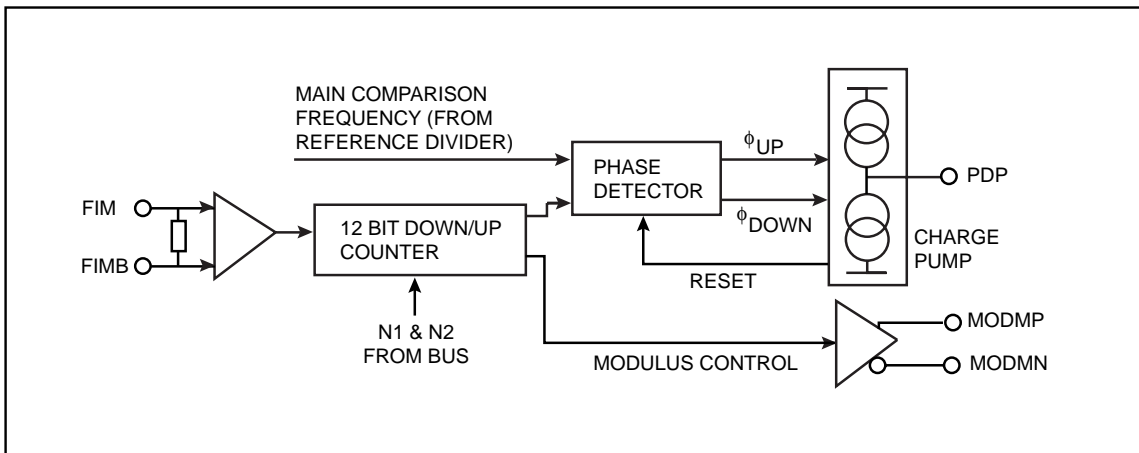 MAIN COMPARISON
FREQUENCY (FROM
REFERENCE DIVIDER)
FIM
FIMB
12 BIT DOWN/UP
COUNTER
N1 & N2
FROM BUS
PHASE
DETECTOR
ϕUP
ϕDOWN
RESET
PDP
CHARGE
PUMP
MODULUS CONTROL
MODMP
MODMN